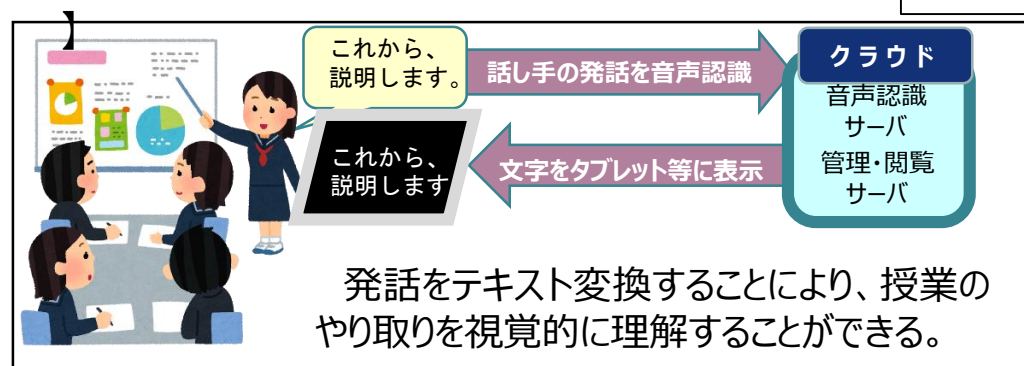 これから、
説明します。
話し手の発話を音声認識
クラウド
音声認識
サーバ
管理・閲覧
サーバ
これから、
説明します
文字をタブレット等に表示
発話をテキスト変換することにより、授業の
やり取りを視覚的に理解することができる。